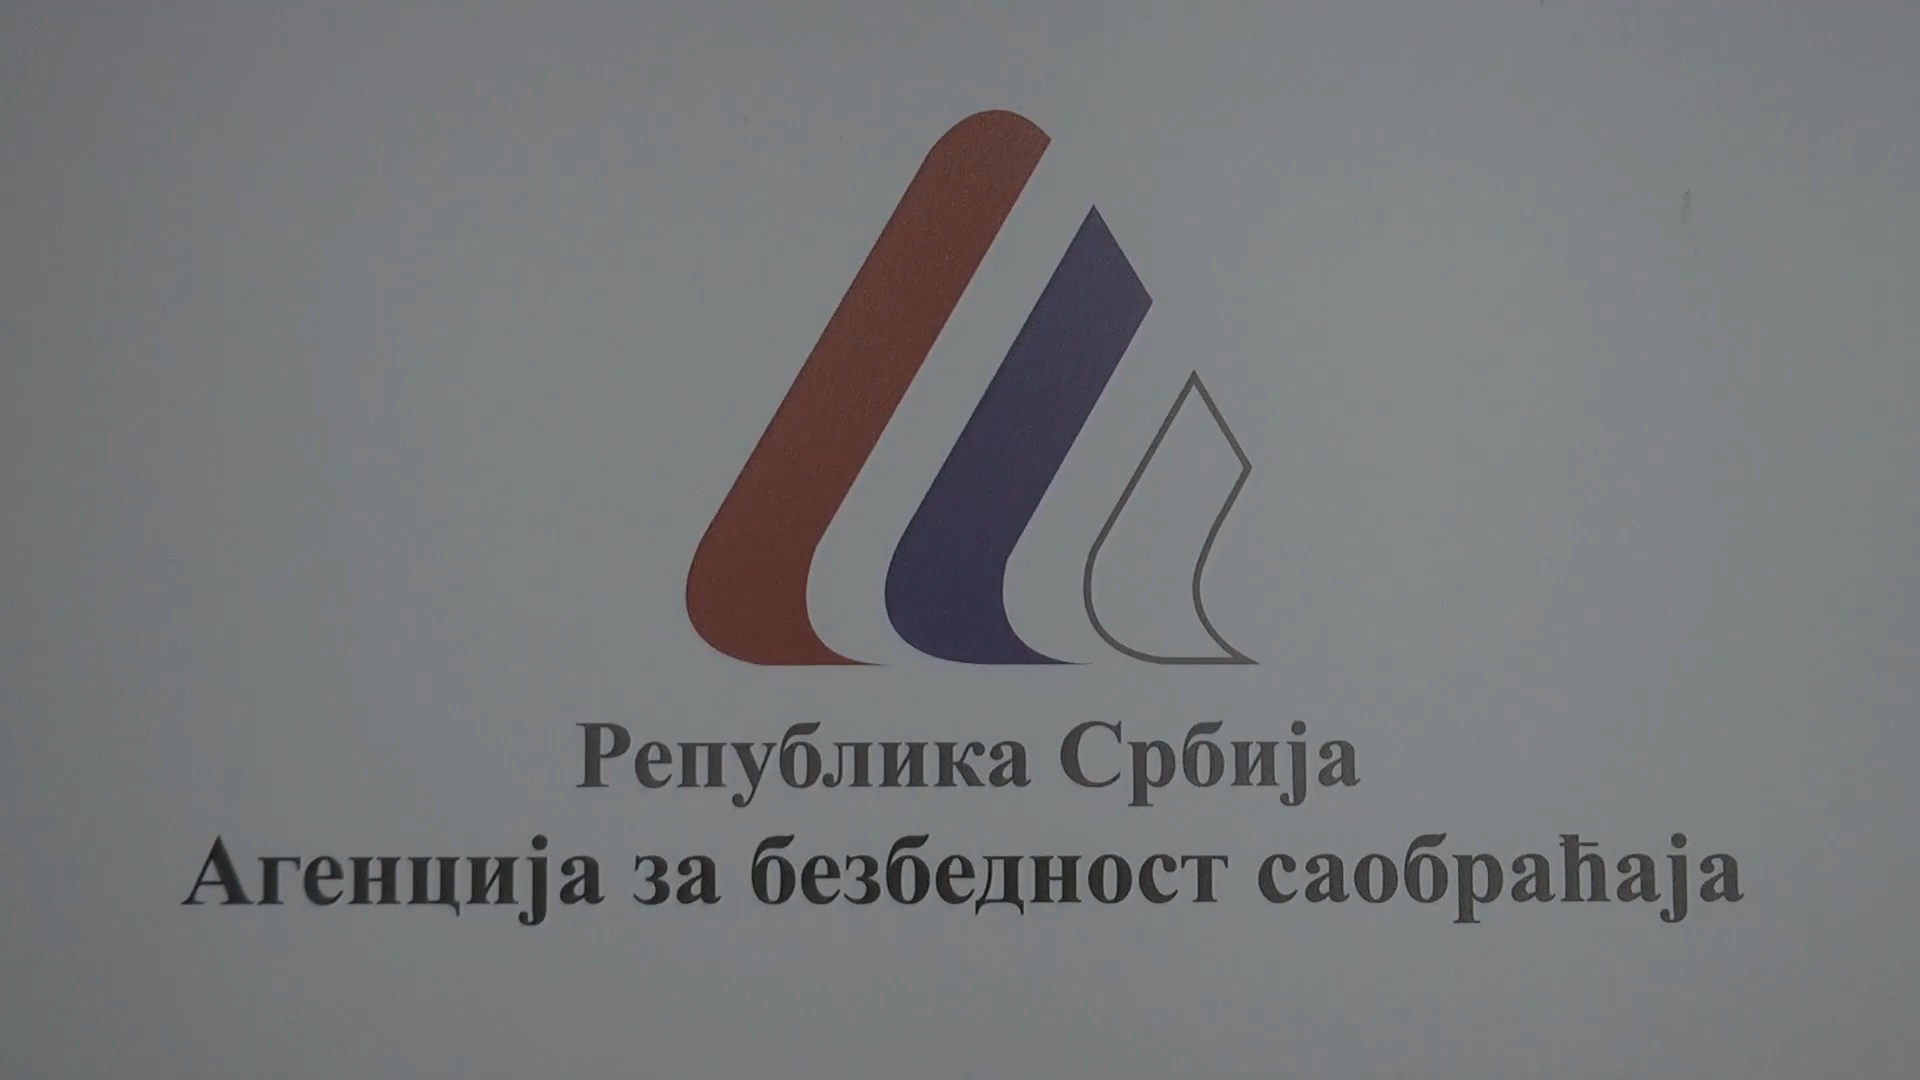 Република Србија
Агенција за безбедност саобраћаја